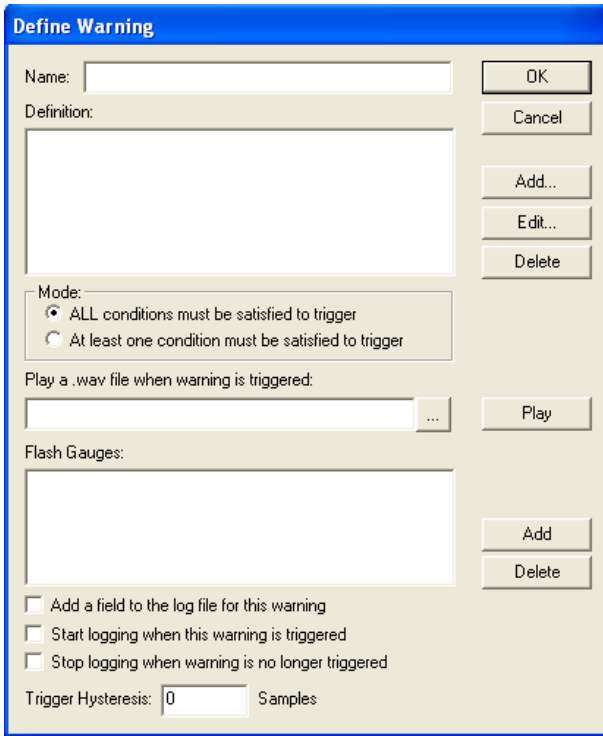 Define Warning
Name:
OK
Definition:
Cancel
Add...
Edit...
Delete
Mode:
ALL conditions must be satisfied to trigger
At least one condition must be satisfied to trigger
Play a .wav file when warning is triggered:
...
Play
Flash Gauges:
Add
Delete
Add a field to the log file for this warning
Start logging when this warning is triggered
Stop logging when warning is no longer triggered
Trigger Hysteresis: 0 Samples